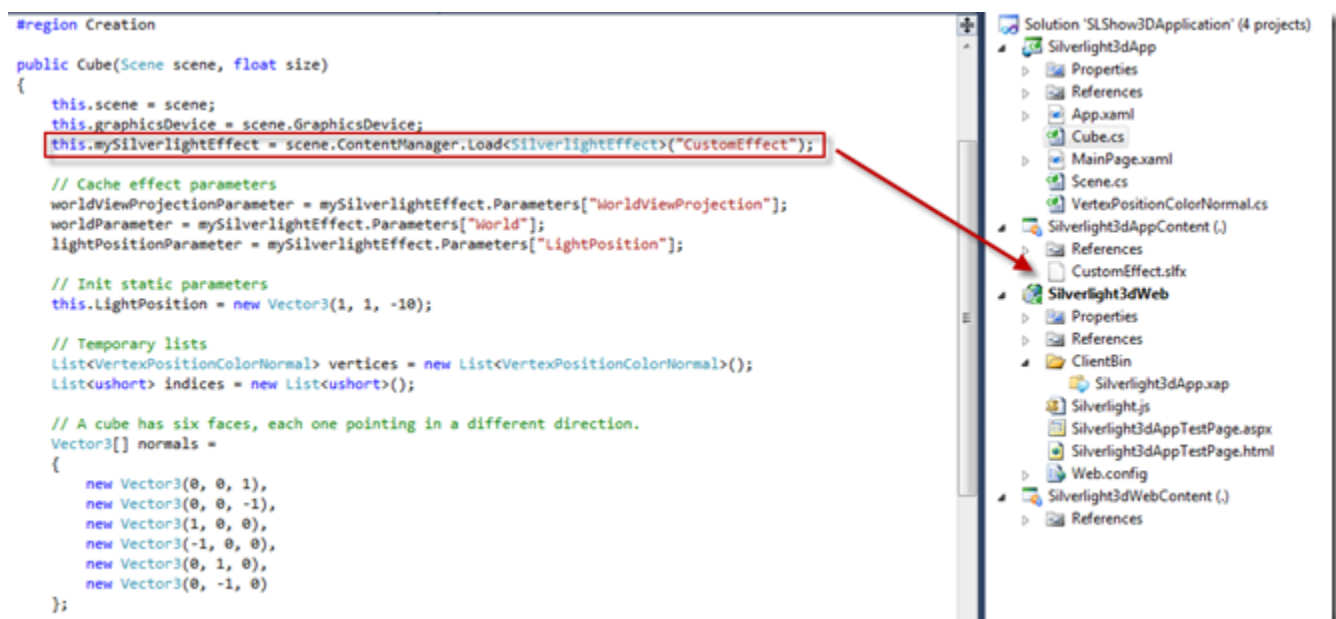 #region Creation
public Cube(Scene scene, float size)
{
this.scene = scene;
this.graphicsDevice = scene.GraphicsDevice;
this.mySilverlightEffect = scene.ContentManager.Load<SilverlightEffect>("CustomEffect");
// Cache effect parameters
worldViewProjectionParameter = mySilverlightEffect.Parameters["WorldViewProjection"];
worldParameter = mySilverlightEffect.Parameters["World"];
lightPositionParameter = mySilverlightEffect.Parameters["LightPosition"];
// Init static parameters
this.LightPosition = new Vector3(1, 1, -10);
// Temporary lists
List<VertexPositionColorNormal> vertices = new List<VertexPositionColorNormal>();
List<ushort> indices = new List<ushort>();
// A cube has six faces, each one pointing in a different direction.
Vector3[] normals =
{
new Vector3(0, 0, 1),
new Vector3(0, 0, -1),
new Vector3(1, 0, 0),
new Vector3(-1, 0, 0),
new Vector3(0, 1, 0),
new Vector3(0, -1, 0)
};
Solution 'SLShow3DApplication' (4 projects)
Silverlight3dApp
Properties
References
App.xaml
Cube.cs
MainPage.xaml
Scene.cs
VertexPositionColorNormal.cs
Silverlight3dAppContent (.)
References
CustomEffect.slfx
Silverlight3dWeb
Properties
References
ClientBin
Silverlight3dApp.xap
Silverlight.js
Silverlight3dAppTestPage.aspx
Silverlight3dAppTestPage.html
Web.config
Silverlight3dWebContent (.)
References